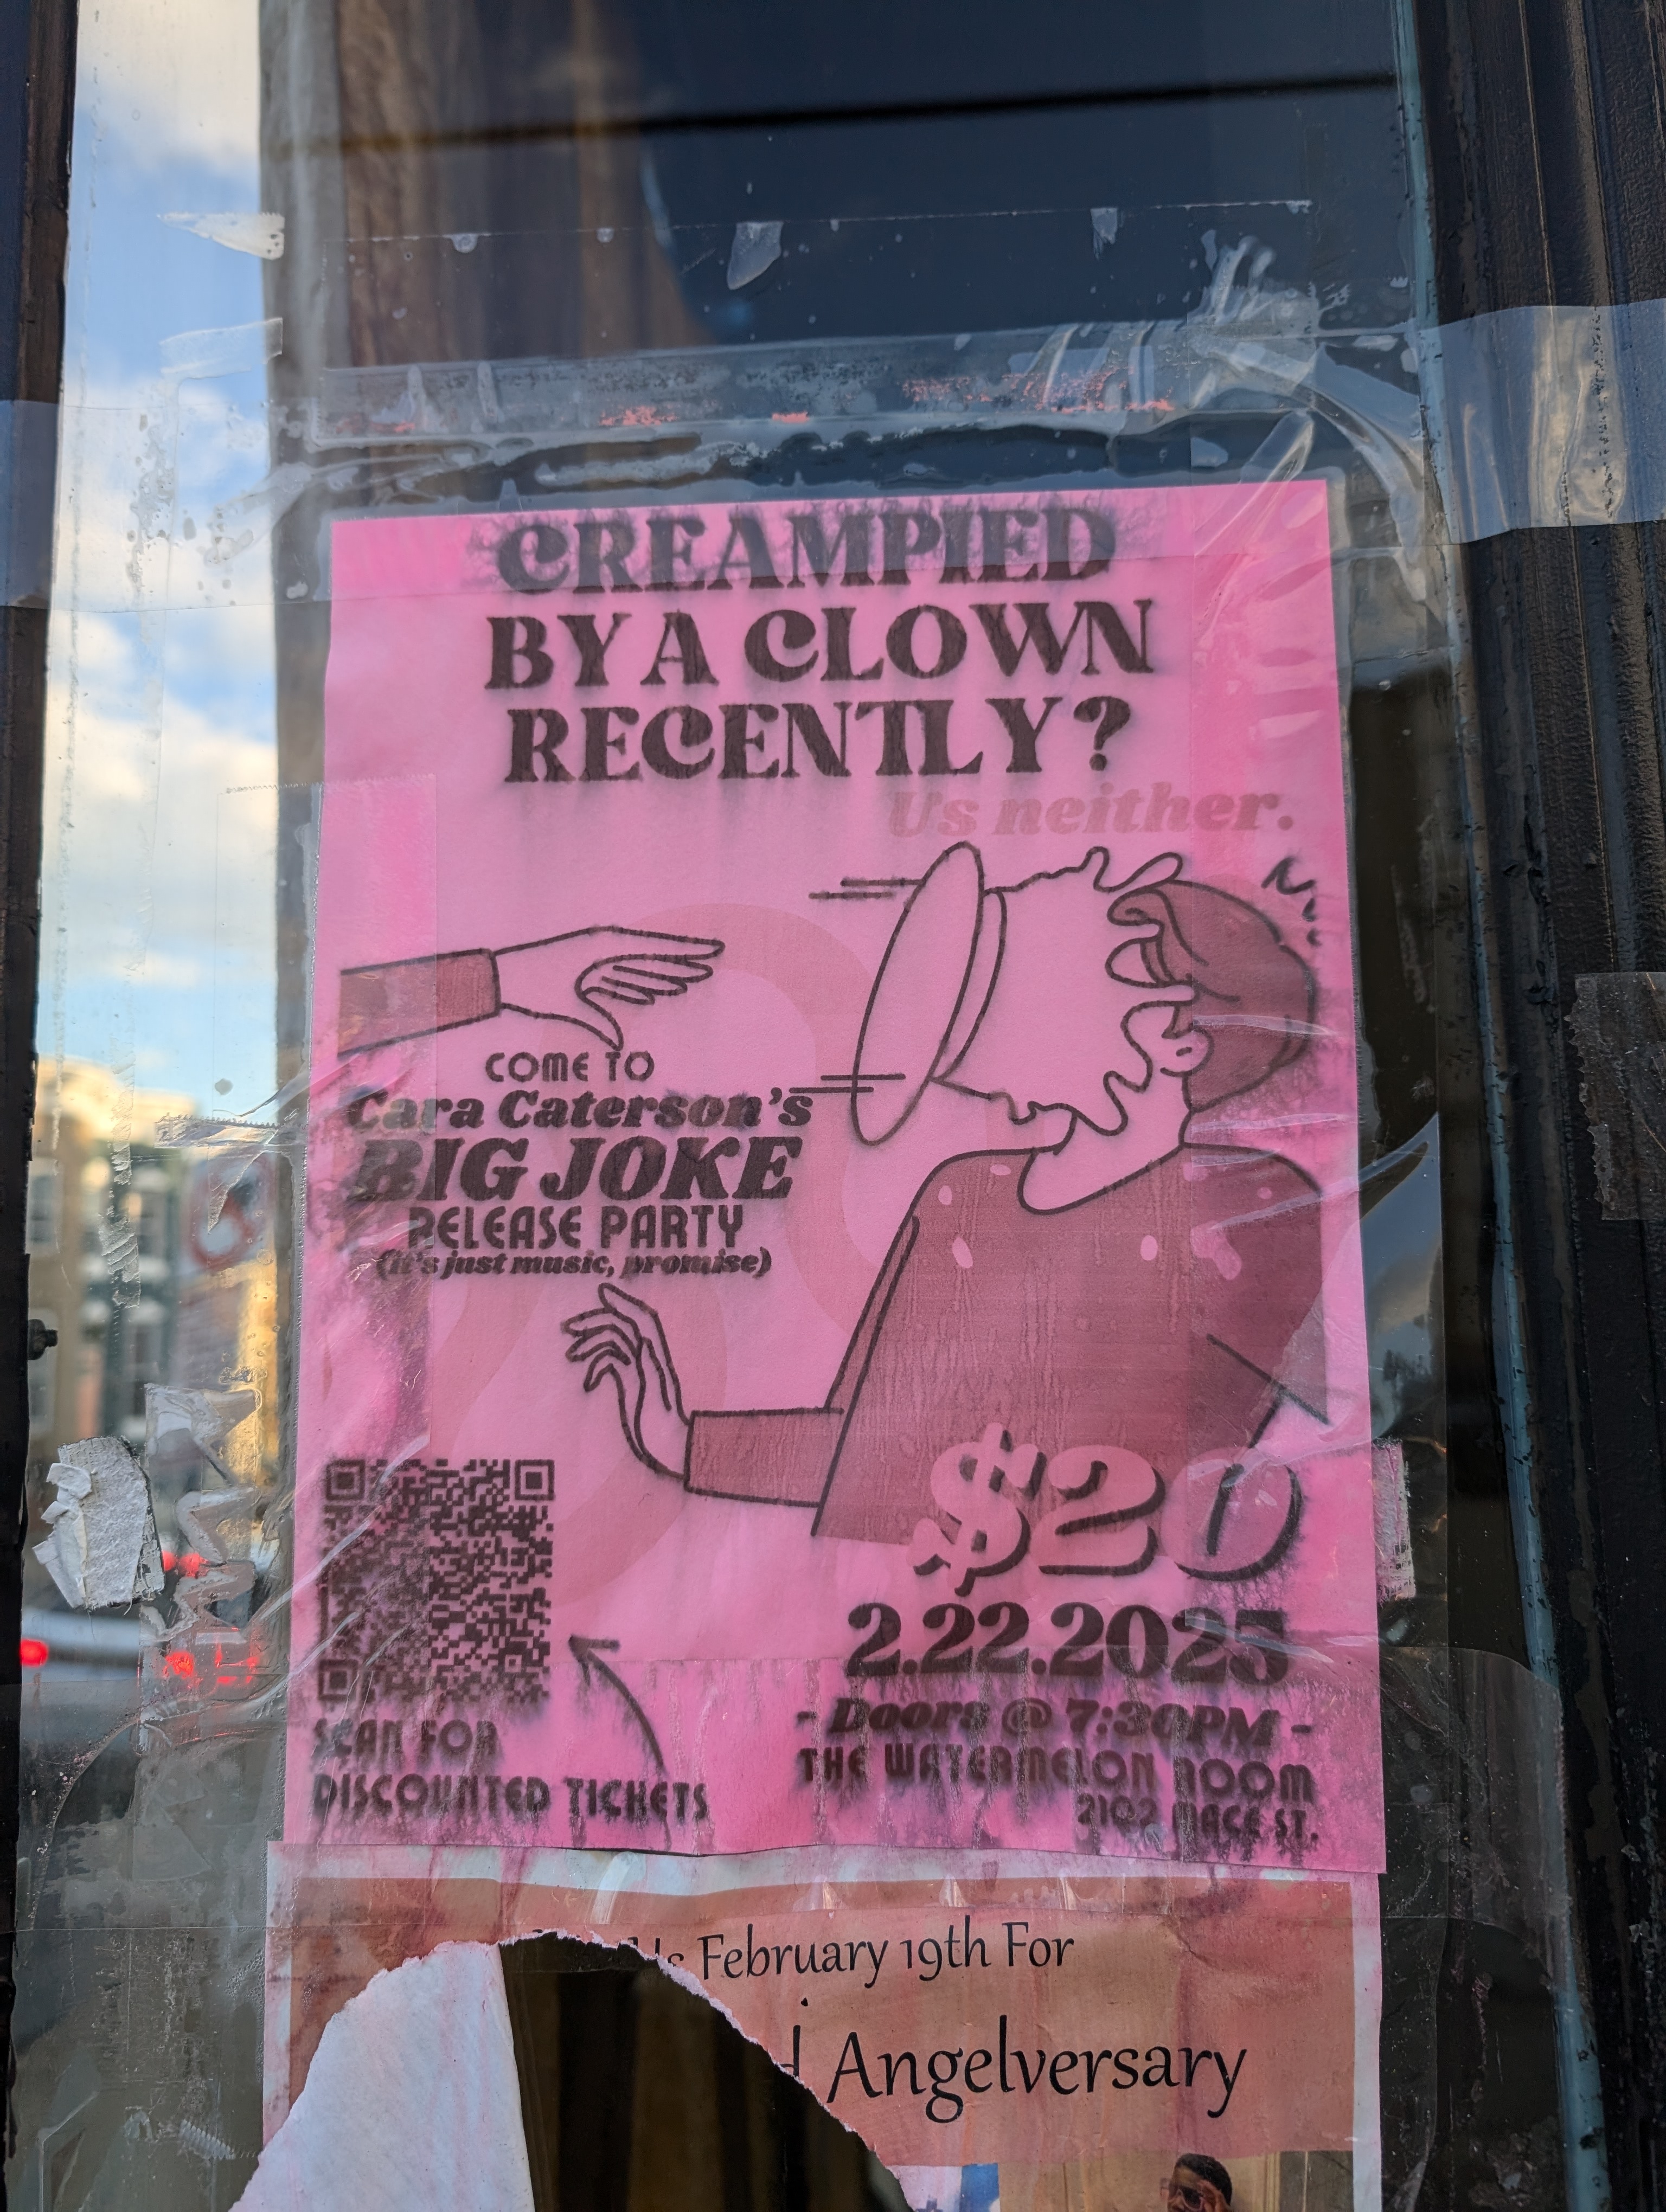 CREAMPIED
BY A CLOWN
RECENTLY?
Us neither.
COME TO
Cara Caterson's
BIG JOKE
RELEASE PARTY
(it's just music, promise)
$20
2.22.2025
- Doors @ 7:30PM -
THE WATERMELON ROOM
2102 MACE ST.
SCAN FOR
DISCOUNTED TICKETS
February 19th For
Angelversary